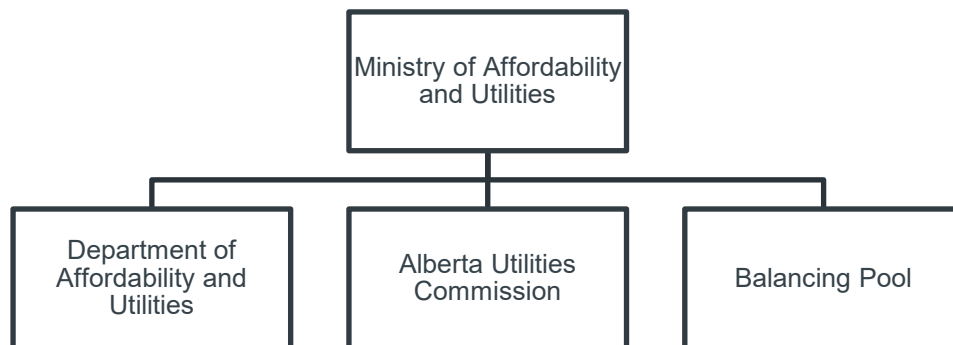 Ministry of Affordability
and Utilities
Department of
Affordability and
Utilities
Alberta Utilities
Commission
Balancing Pool